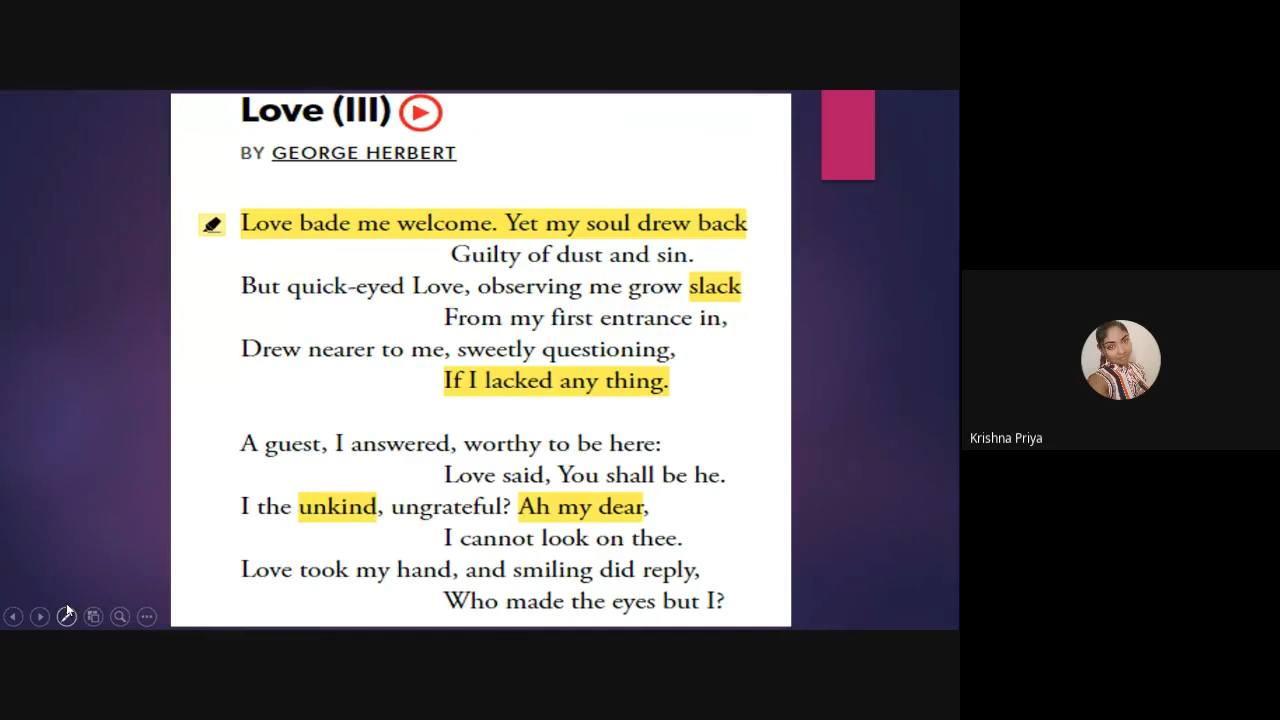 Love (III)
BY GEORGE HERBERT
Love bade me welcome. Yet my soul drew back
Guilty of dust and sin.
But quick-eyed Love, observing me grow slack
From my first entrance in,
Drew nearer to me, sweetly questioning,
If I lacked any thing.
A guest, I answered, worthy to be here:
Love said, You shall be he.
I the unkind, ungrateful? Ah my dear,
I cannot look on thee.
Love took my hand, and smiling did reply,
Who made the eyes but I?
Krishna Priya